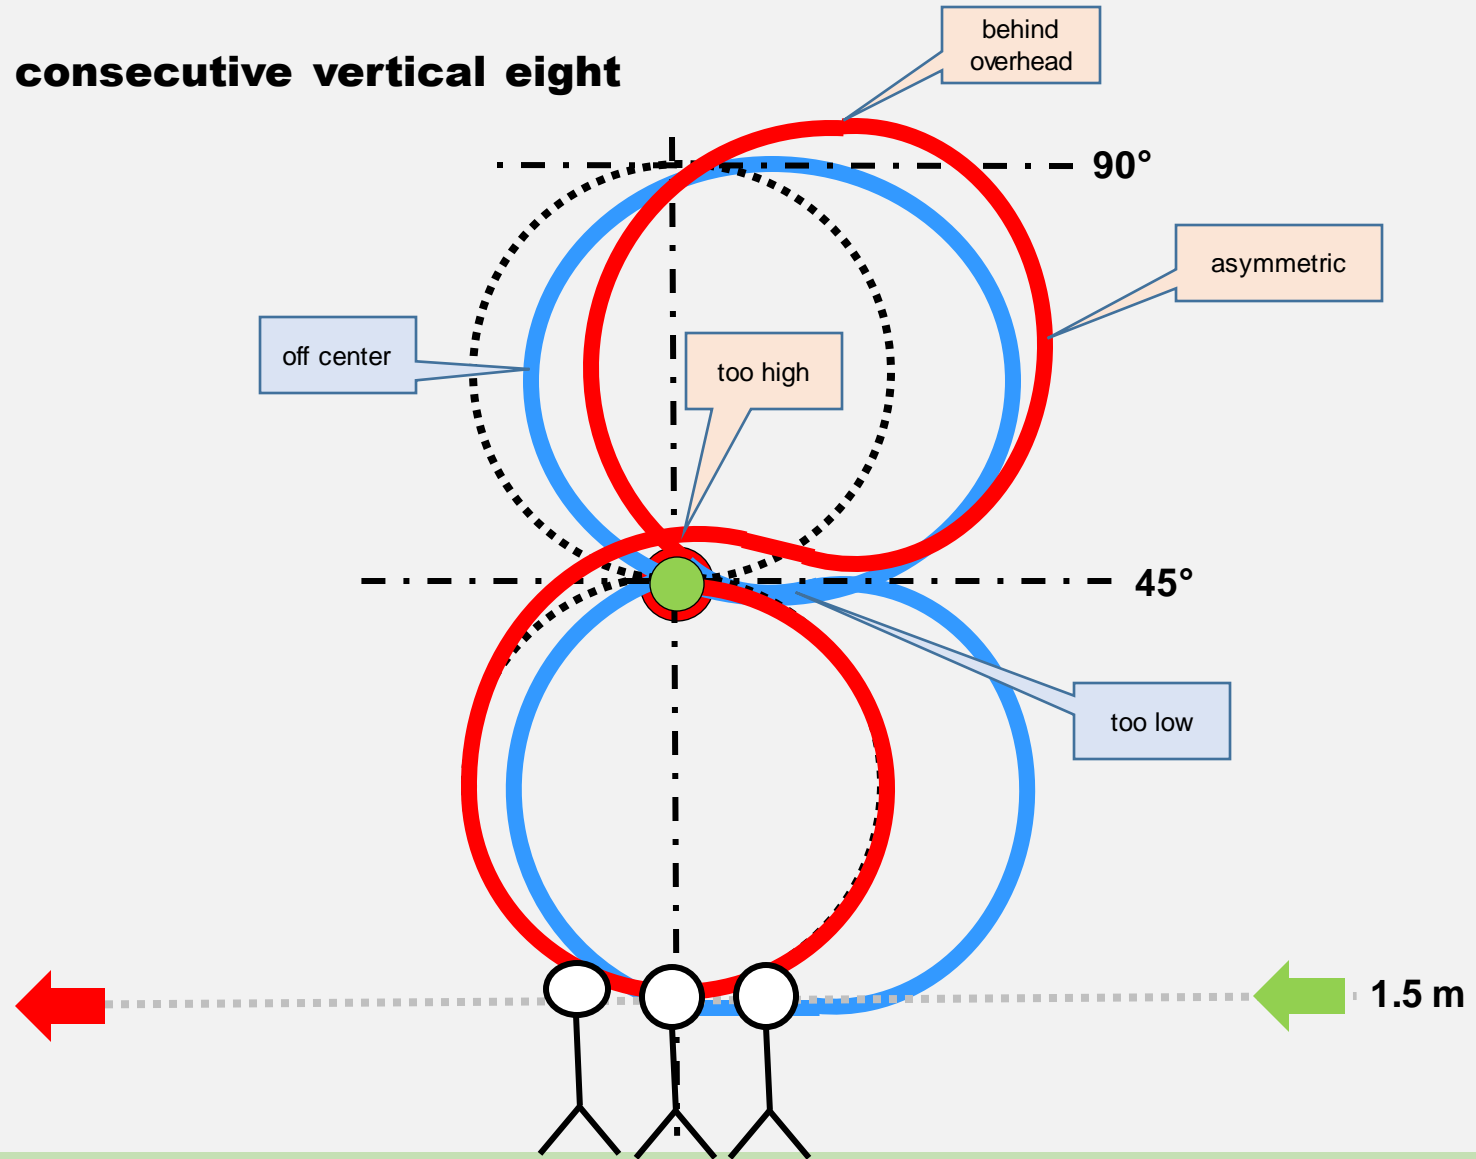 consecutive vertical eight
behind
overhead
90°
asymmetric
off center
too high
45°
too low
1.5 m